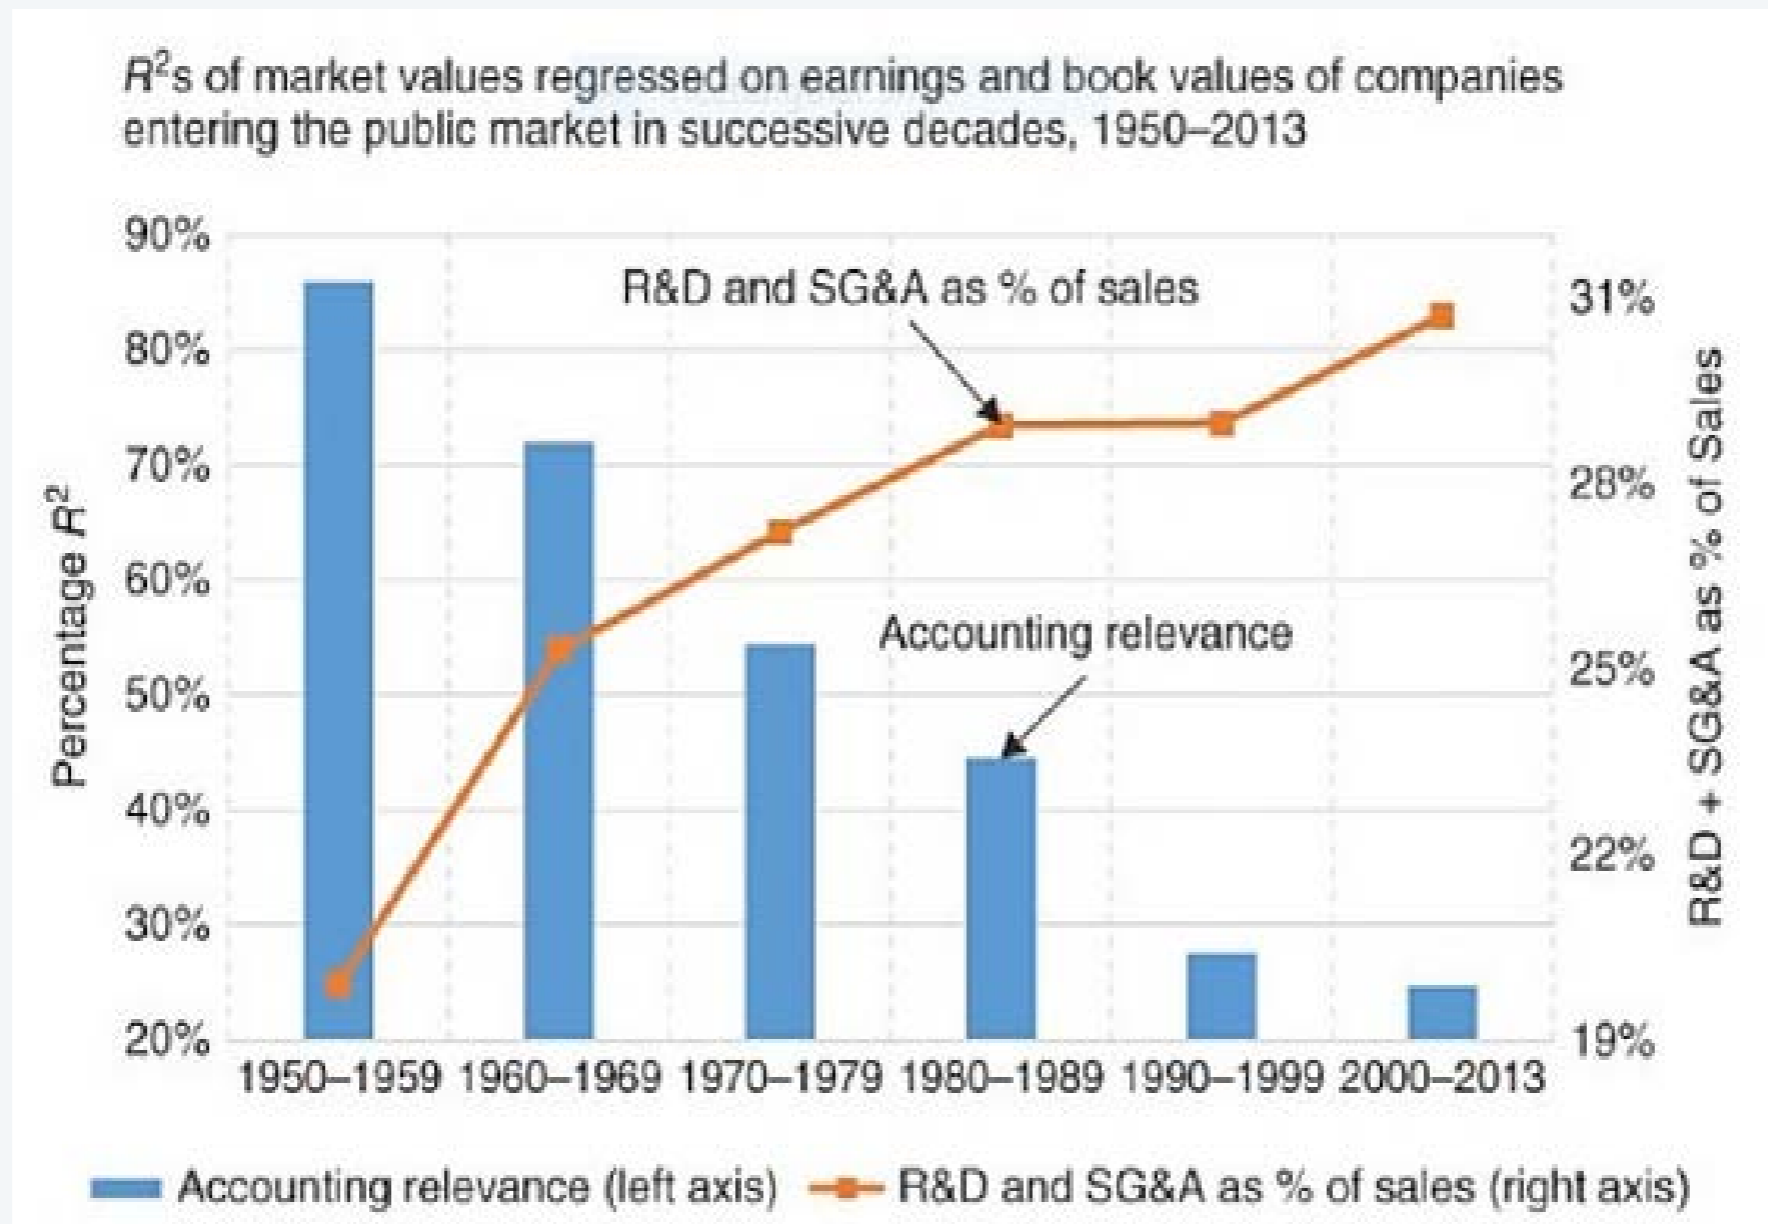 R²s of market values regressed on earnings and book values of companies
entering the public market in successive decades, 1950–2013
90%
80%
70%
60%
50%
40%
30%
20%
Percentage R²
R&D and SG&A as % of sales
Accounting relevance
31%
28%
25%
22%
19%
R&D + SG&A as % of Sales
1950–1959 1960–1969 1970–1979 1980–1989 1990–1999 2000–2013
Accounting relevance (left axis) R&D and SG&A as % of sales (right axis)